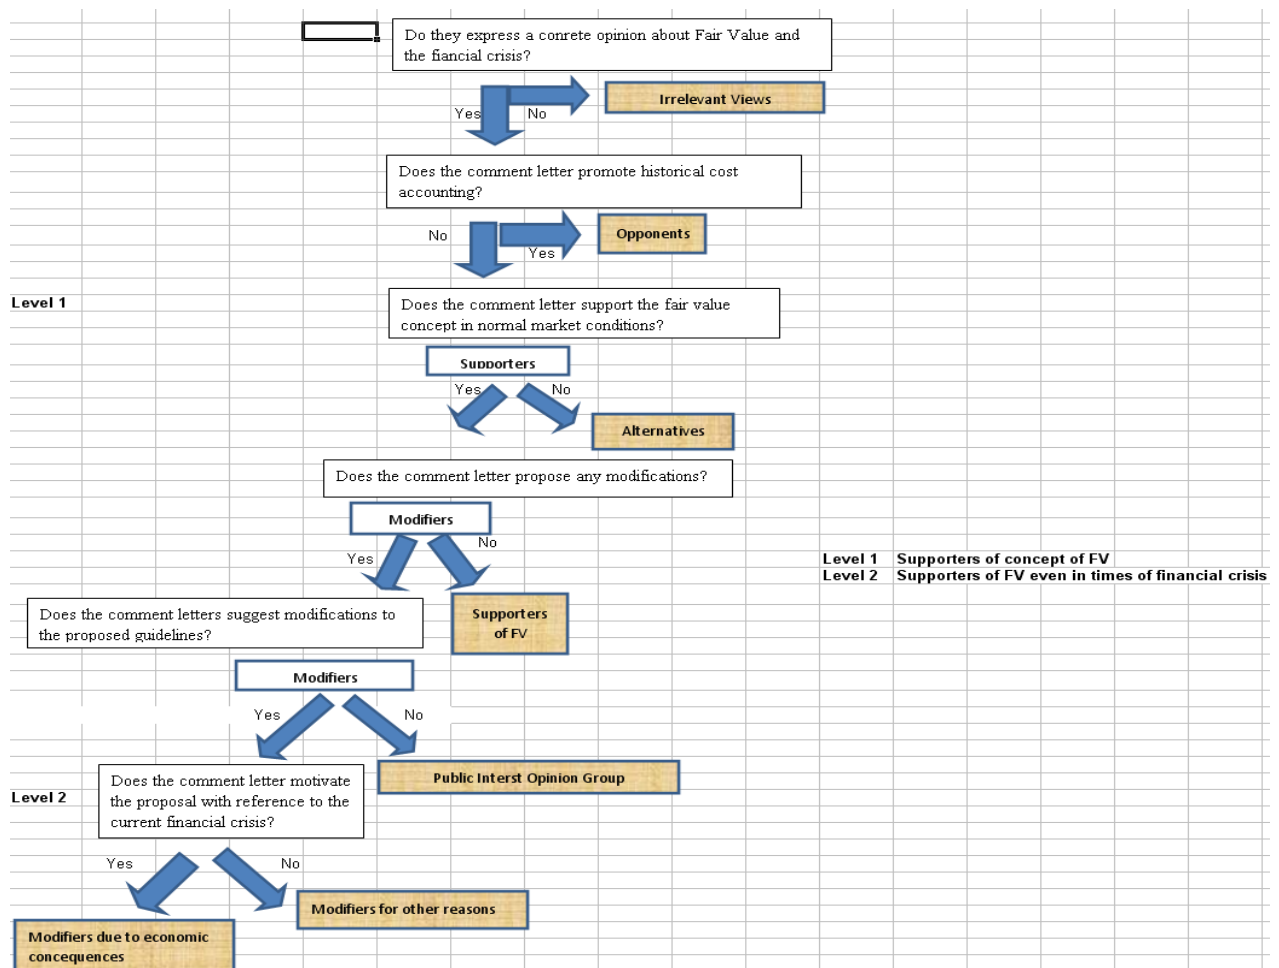 Do they express a conrete opinion about Fair Value and
the fiancial crisis?
Irrelevant Views
Yes
No
Does the comment letter promote historical cost
accounting?
No
Yes
Opponents
Level 1
Does the comment letter support the fair value
concept in normal market conditions?
Supporters
Yes
No
Alternatives
Does the comment letter propose any modifications?
Modifiers
Yes
No
Level 1 Supporters of concept of FV
Level 2 Supporters of FV even in times of financial crisis
Does the comment letters suggest modifications to
the proposed guidelines?
Supporters
of FV
Modifiers
Yes
No
Public Interst Opinion Group
Level 2
Does the comment letter motivate
the proposal with reference to the
current financial crisis?
Yes
No
Modifiers for other reasons
Modifiers due to economic
concequences